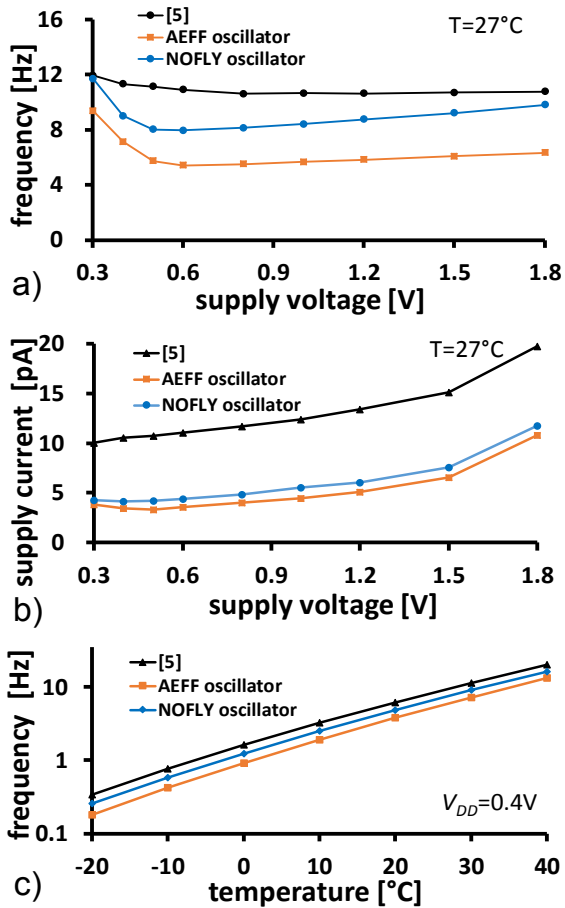 [5]
AEFF oscillator
NOFLY oscillator
T=27°C
frequency [Hz]
16
12
8
4
0
0.3 0.6 0.9 1.2 1.5 1.8
supply voltage [V]
a)
[5]
AEFF oscillator
NOFLY oscillator
T=27°C
supply current [pA]
20
15
10
5
0
0.3 0.6 0.9 1.2 1.5 1.8
supply voltage [V]
b)
[5]
AEFF oscillator
NOFLY oscillator
VDD=0.4V
frequency [Hz]
10
1
0.1
-20 -10 0 10 20 30 40
temperature [°C]
c)